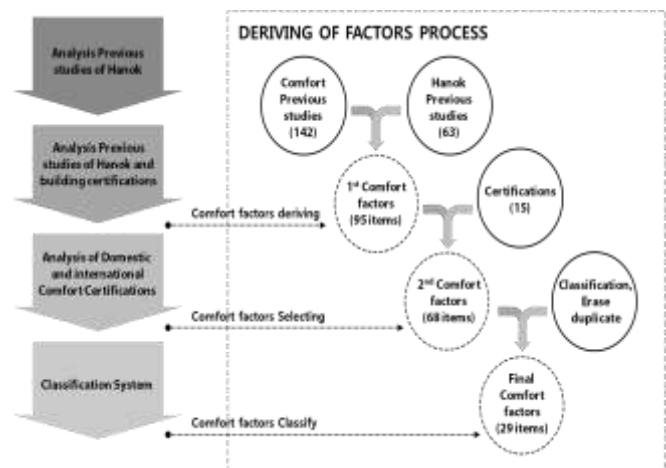 DERIVING OF FACTORS PROCESS
Analysis Previous
studies of Hanok
Comfort
Previous
studies
(142)
Hanok
Previous
studies
(63)
Analysis Previous
studies of Hanok and
building certifications
1st Comfort
factors
(95 items)
Certifications
(15)
Comfort factors deriving
Analysis of Domestic
and international
Comfort Certifications
2nd Comfort
factors
(68 items)
Classification,
Erase
duplicate
Comfort factors Selecting
Classification System
Final
Comfort
factors
(29 items)
Comfort factors Classify